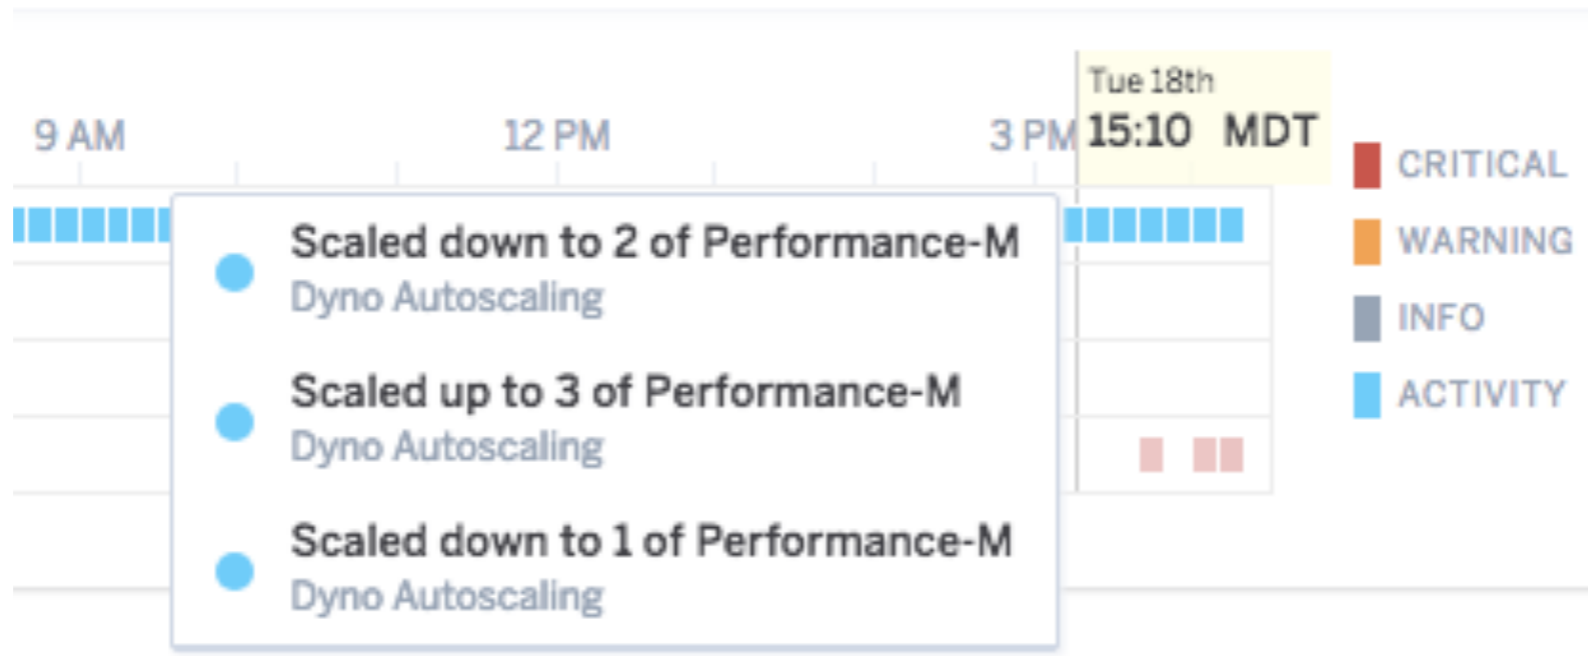 Tue 18th
9 AM 12 PM 3 PM 15:10 MDT
CRITICAL
WARNING
INFO
ACTIVITY
Scaled down to 2 of Performance-M
Dyno Autoscaling
Scaled up to 3 of Performance-M
Dyno Autoscaling
Scaled down to 1 of Performance-M
Dyno Autoscaling